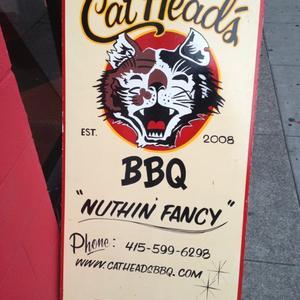 CatHead's
EST. 2008
BBQ
"NUTHIN' FANCY"
Phone: 415-599-6298
WWW.CATHEADSBBQ.COM